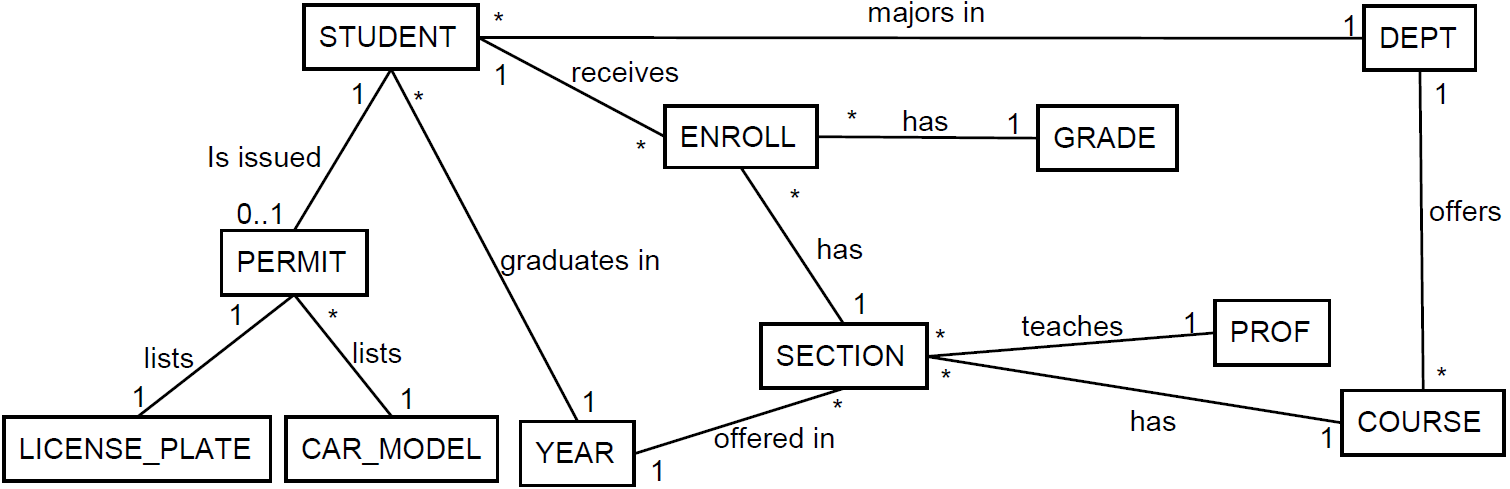 majors in
*
1
STUDENT
DEPT
1
receives
1
*
1
*
has
1
ENROLL
GRADE
*
Is issued
*
0..1
has
offers
PERMIT
graduates in
1
*
1
teaches
1
PROF
lists
lists
SECTION
*
*
*
1
1
1
*
has
COURSE
LICENSE_PLATE
CAR_MODEL
YEAR
offered in
1
1